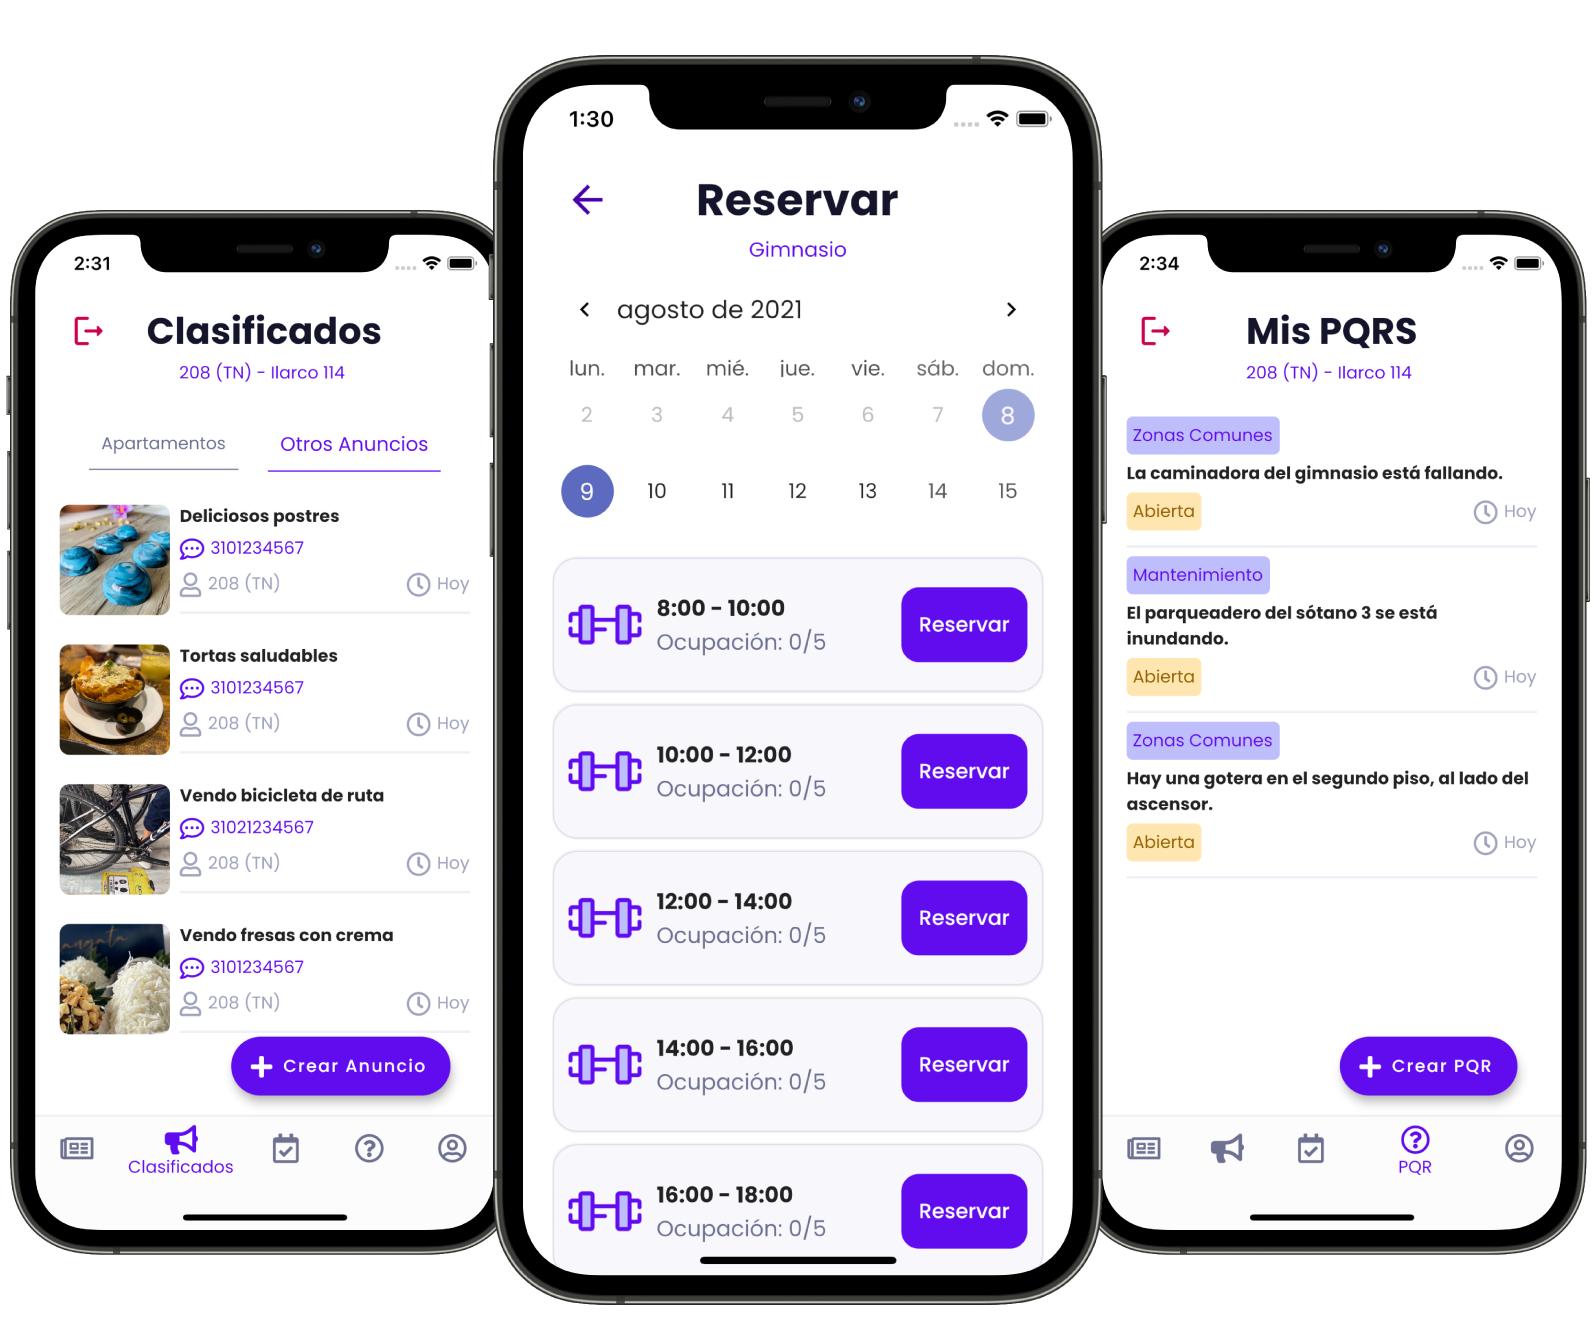 2:31
Clasificados
208 (TN) - Ilarco 114
Apartamentos
Otros Anuncios
Deliciosos postres
3101234567
208 (TN)
Hoy
Tortas saludables
3101234567
208 (TN)
Hoy
Vendo bicicleta de ruta
31021234567
208 (TN)
Hoy
Vendo fresas con crema
3101234567
208 (TN)
Hoy
Crear Anuncio
Clasificados
1:30
Reservar
Gimnasio
agosto de 2021
lun. mar. mié. jue. vie. sáb. dom.
2 3 4 5 6 7 8
9 10 11 12 13 14 15
8:00 - 10:00
Ocupación: 0/5
Reservar
10:00 - 12:00
Ocupación: 0/5
Reservar
12:00 - 14:00
Ocupación: 0/5
Reservar
14:00 - 16:00
Ocupación: 0/5
Reservar
16:00 - 18:00
Ocupación: 0/5
Reservar
2:34
Mis PQRS
208 (TN) - Ilarco 114
Zonas Comunes
La caminadora del gimnasio está fallando.
Abierta
Hoy
Mantenimiento
El parqueadero del sótano 3 se está
inundando.
Abierta
Hoy
Zonas Comunes
Hay una gotera en el segundo piso, al lado del
ascensor.
Abierta
Hoy
Crear PQR
PQR